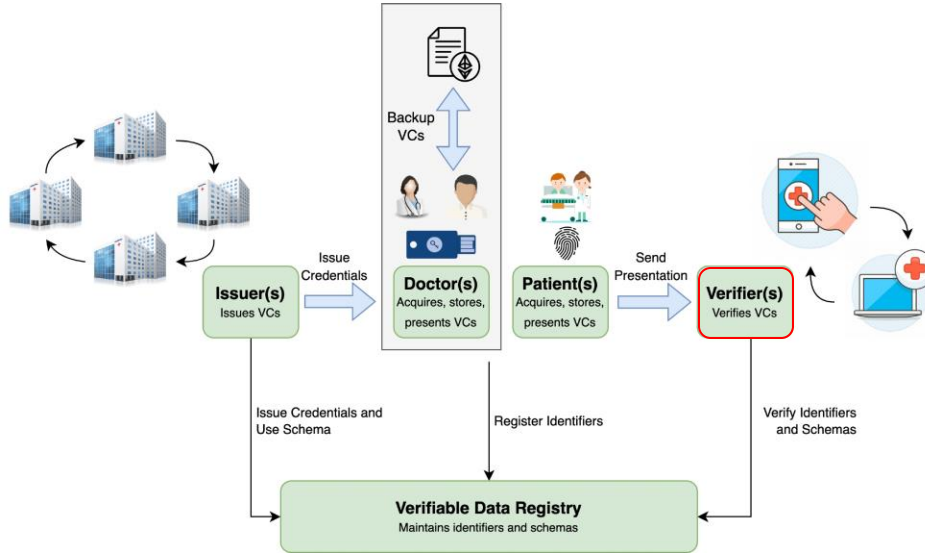 Backup
VCs
Issue
Credentials
Send
Presentation
Issuer(s)
Issues VCs
Doctor(s)
Acquires, stores,
presents VCs
Patient(s)
Acquires, stores,
presents VCs
Verifier(s)
Verifies VCs
Issue Credentials and
Use Schema
Register Identifiers
Verify Identifiers
and Schemas
Verifiable Data Registry
Maintains identifiers and schemas